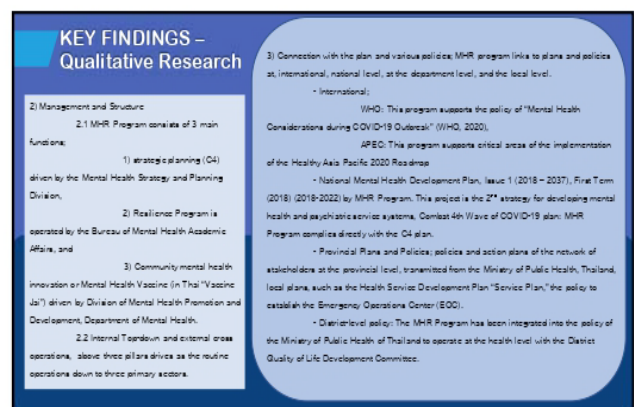 KEY FINDINGS –
Qualitative Research
2) Management and Structure
2.1 MHR Program consists of 3 main
functions;
1) strategic planning (C4)
driven by the Mental Health Strategy and Planning
Division,
2) Resilience Program is
operated by the Bureau of Mental Health Academic
Affairs, and
3) Community mental health
innovation or Mental Health Vaccine (in Thai "Vaccine
Jai") driven by Division of Mental Health Promotion and
Development, Department of Mental Health.
2.2 Internal Topndown and external cross
operations, above three pillars drives as the routine
operations down to three primary sectors.
3) Connection with the plan and various policies; MHR program links to plans and policies
at, international, national level, at the department level, and the local level.
• International;
WHO: This program supports the policy of "Mental Health
Considerations during COVID-19 Outbreak" (WHO, 2020),
APEC: This program supports critical areas of the implementation
of the Healthy Asia Pacific 2020 Roadmap
• National Mental Health Development Plan, Issue 1 (2018 – 2037), First Term
(2018) (2018-2022) by MHR Program. This project is the 2ⁿᵈ strategy for developing mental
health and psychiatric service systems, Combat 4th Wave of COVID-19 plan: MHR
Program complies directly with the C4 plan.
• Provincial Plans and Policies; policies and action plans of the network of
stakeholders at the provincial level, transmitted from the Ministry of Public Health, Thailand,
local plans, such as the Health Service Development Plan "Service Plan," the policy to
establish the Emergency Operations Center (EOC).
• District-level policy: The MHR Program has been integrated into the policy of
the Ministry of Public Health of Thailand to operate at the health level with the District
Quality of Life Development Committee.